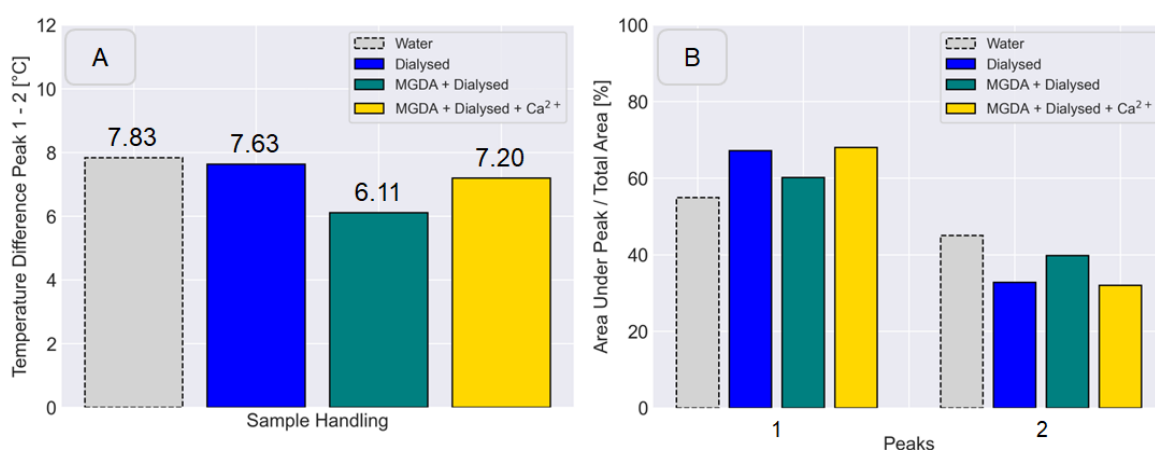 A
Water
Dialysed
MGDA + Dialysed
MGDA + Dialysed + Ca²⁺
Temperature Difference Peak 1 - 2 [°C]
12
10
8
6
4
2
0
7.83
7.63
6.11
7.20
Sample Handling
B
Water
Dialysed
MGDA + Dialysed
MGDA + Dialysed + Ca²⁺
Area Under Peak / Total Area [%]
100
80
60
40
20
0
1
2
Peaks